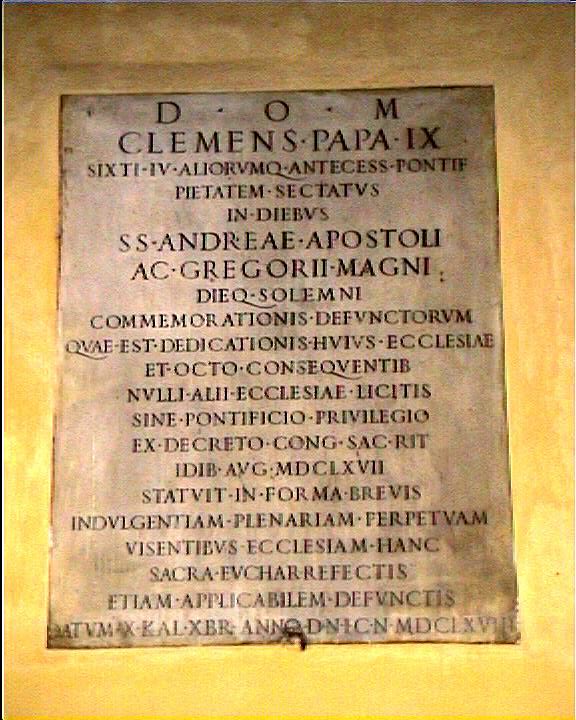 D · O · M
CLEMENS·PAPA·IX
SIXTI·IV·ALIORVMQ·ANTECESS·PONTIF
PIETATEM·SECTATVS
IN·DIEBVS
SS·ANDREAE·APOSTOLI
AC·GREGORII·MAGNI
DIEQ·SOLEMNI
COMMEMORATIONIS·DEFVNCTORVM
QVAE·EST·DEDICATIONIS·HVIVS·ECCLESIAE
ET·OCTO·CONSEQVENTIB
NVLLI·ALII·ECCLESIAE·LICITIS
SINE·PONTIFICIO·PRIVILEGIO
EX·DECRETO·CONG·SAC·RIT
IDIB·AVG·MDCLXVII
STATVIT·IN·FORMA·BREVIS
INDVLGENTIAM·PLENARIAM·PERPETVAM
VISENTIBVS·ECCLESIAM·HANC
SACRA·EVCHAR·REFECTIS
ETIAM·APPLICABILEM·DEFVNCTIS
DATVM·X·KAL·XBR·ANNO·DNICN·MDCLXVIII